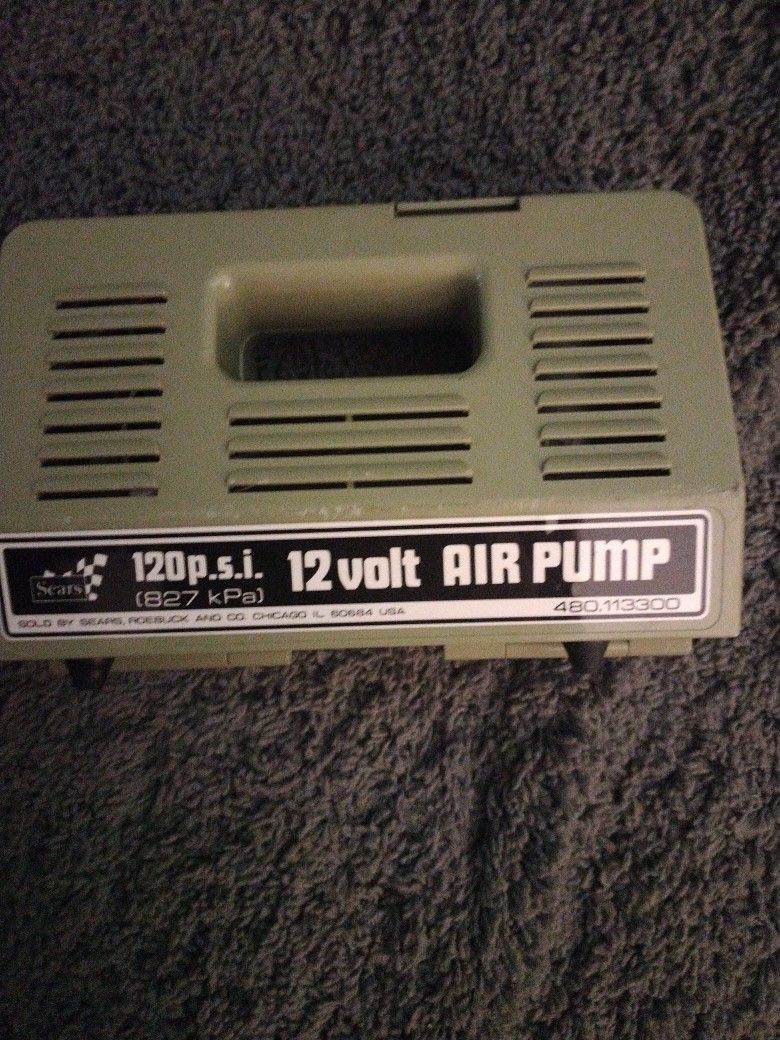 Sears
120p.s.i.
(827 kPa)
12 volt AIR PUMP
480.113300
SOLD BY SEARS, ROEBUCK AND CO. CHICAGO IL 60684 USA